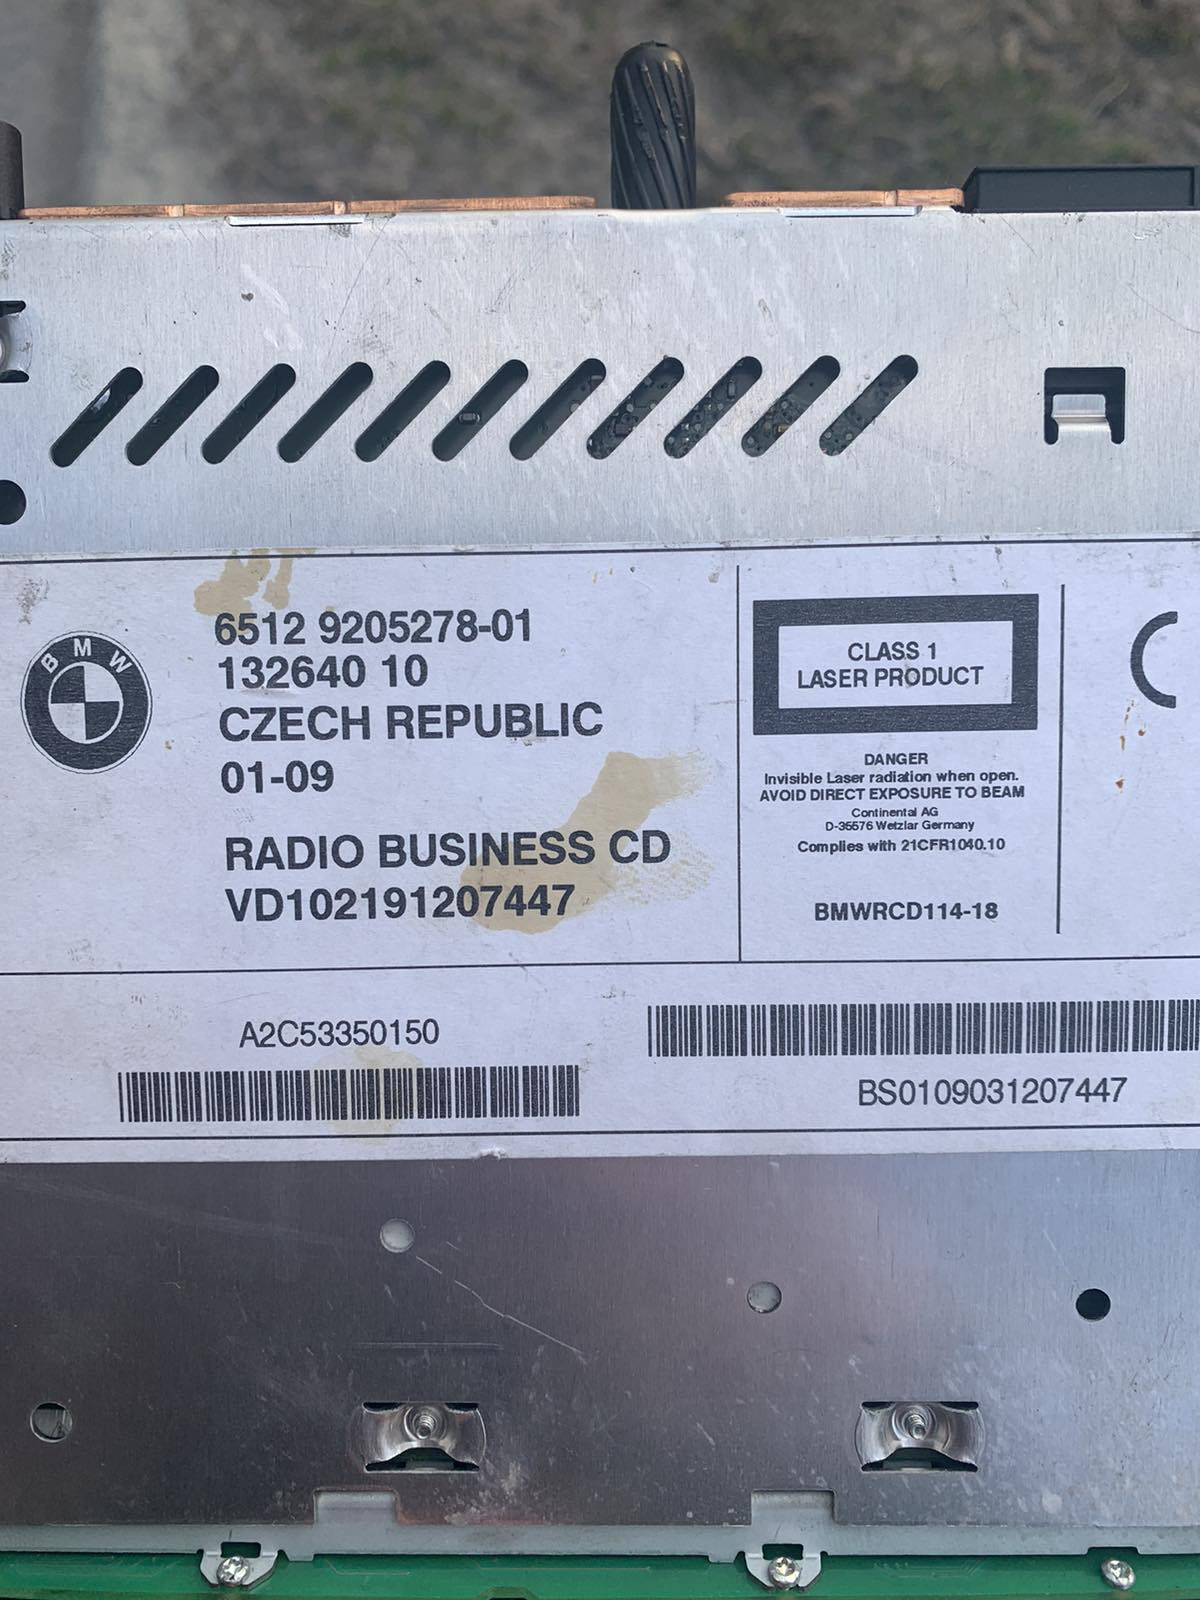 BMW
6512 9205278-01
132640 10
CZECH REPUBLIC
01-09
RADIO BUSINESS CD
VD102191207447
CLASS 1
LASER PRODUCT
DANGER
Invisible Laser radiation when open.
AVOID DIRECT EXPOSURE TO BEAM
Continental AG
D-35576 Wetzlar Germany
Complies with 21CFR1040.10
BMWRCD114-18
C
A2C53350150
BS0109031207447